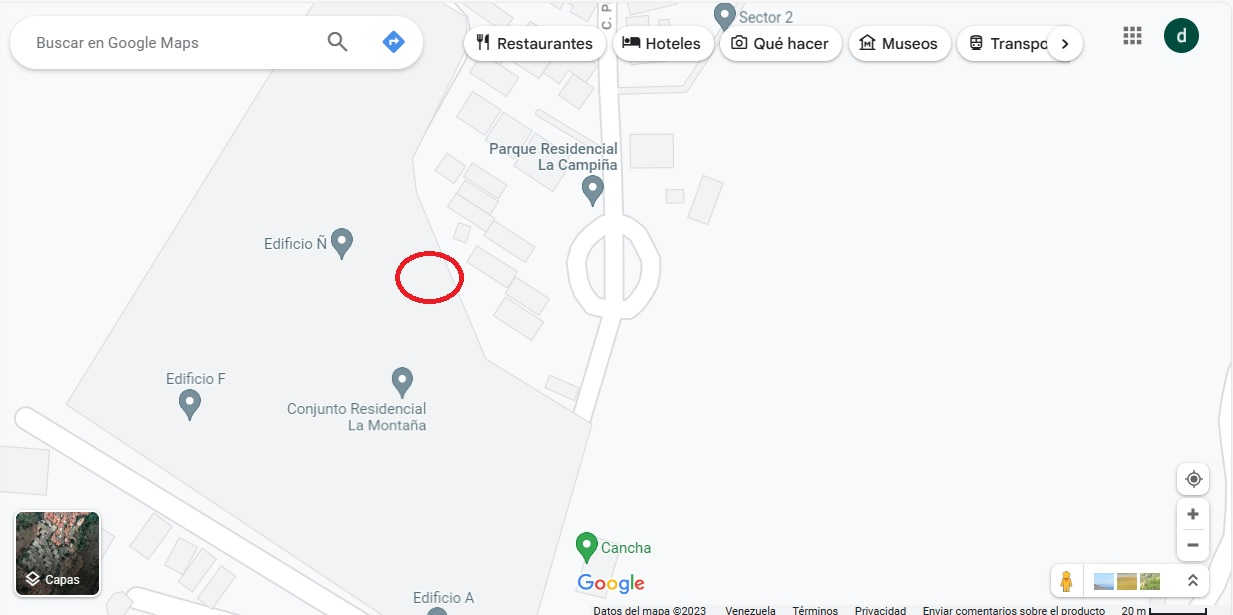 Buscar en Google Maps
Restaurantes
Hoteles
Qué hacer
Museos
Transpo
d
C. P
Sector 2
Parque Residencial
La Campiña
Edificio Ñ
Edificio F
Conjunto Residencial
La Montaña
Cancha
Google
Capas
Edificio A
Datos del mapa ©2023 Venezuela Términos Privacidad Enviar comentarios sobre el producto 20 m